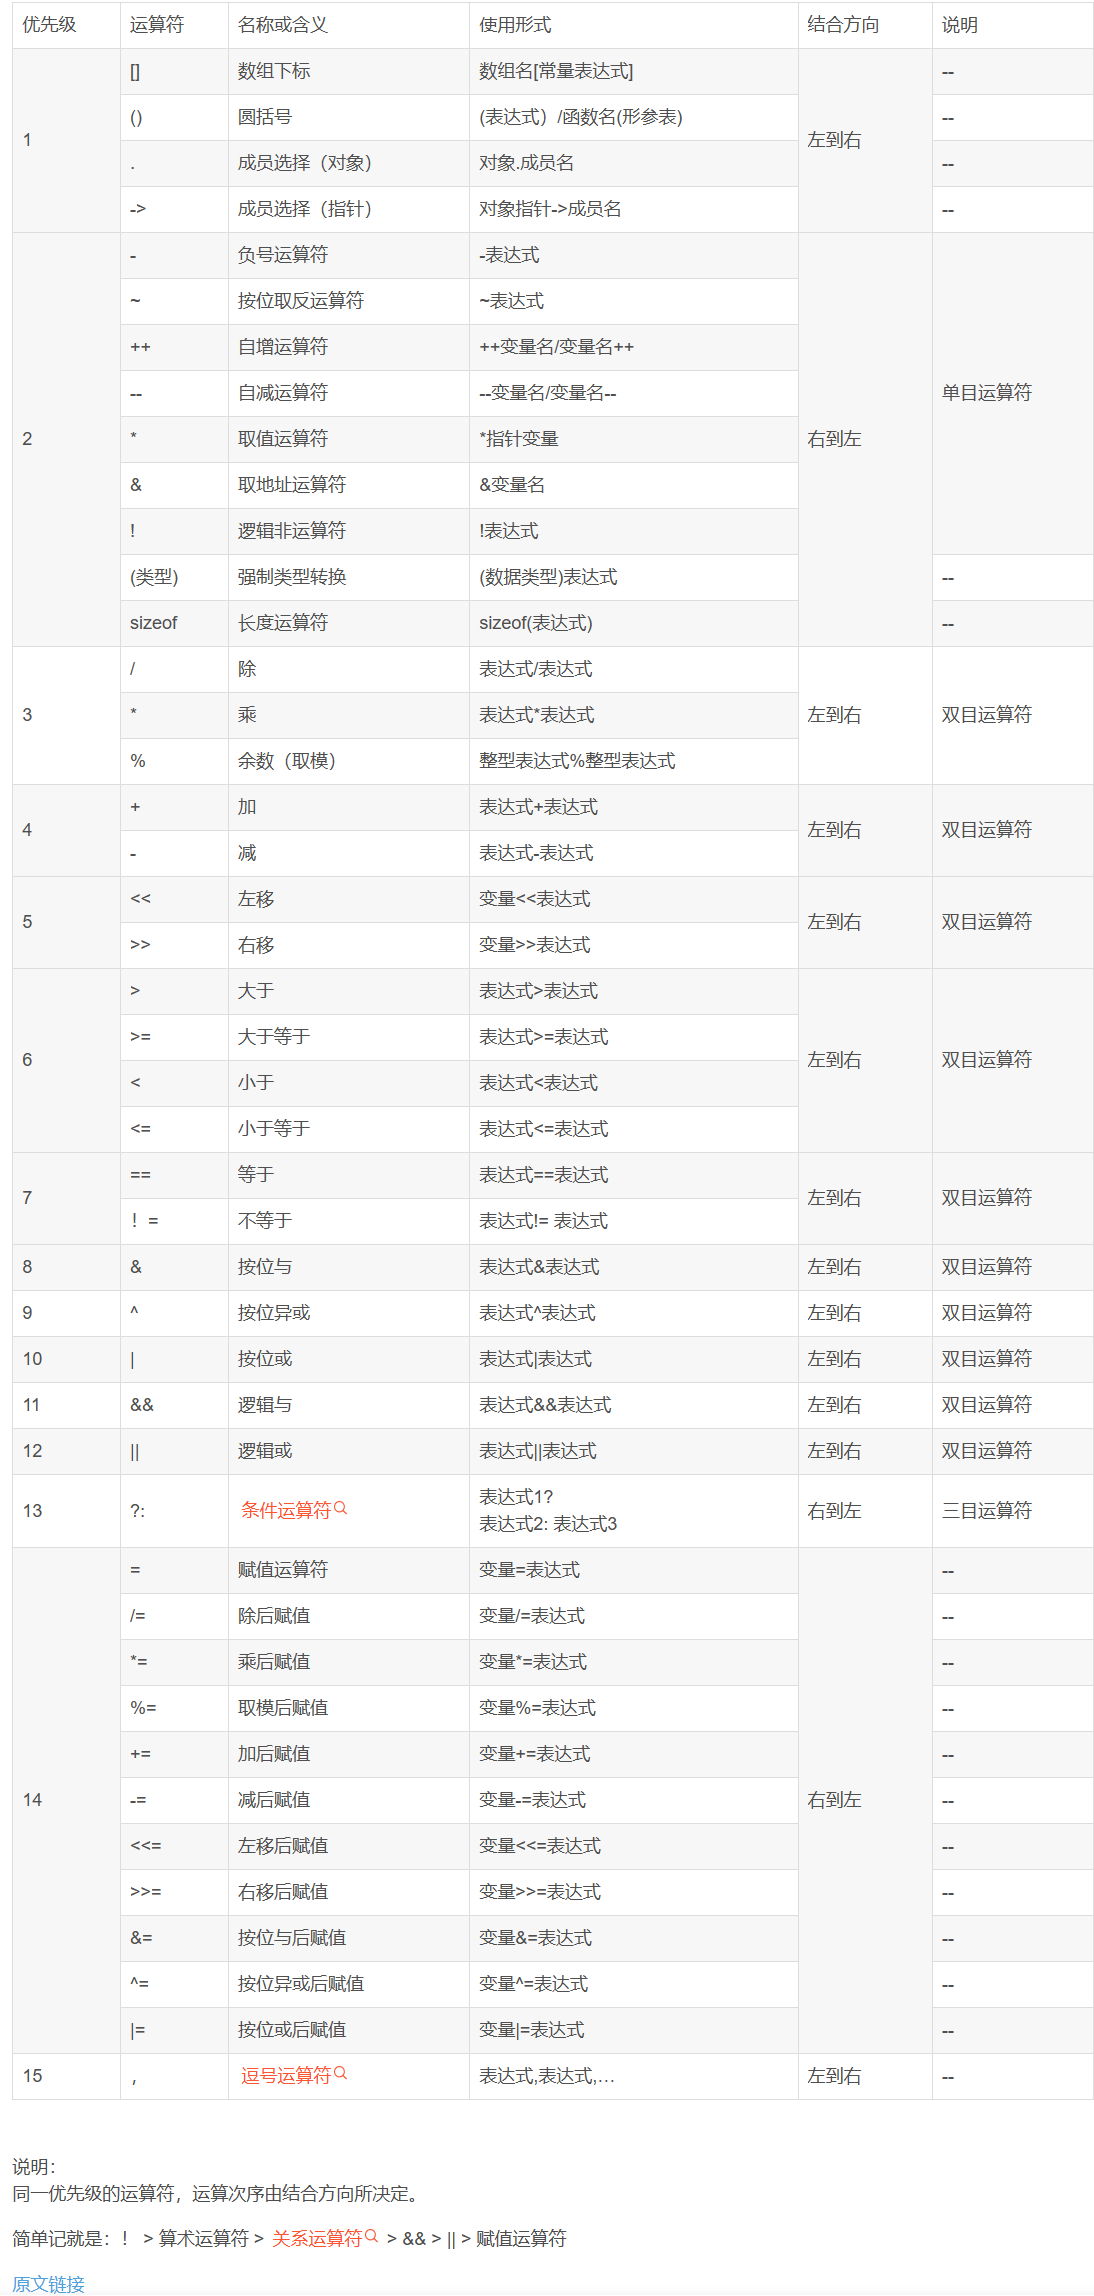 优先级 运算符 名称或含义 使用形式 结合方向 说明
1 [] 数组下标 数组名[常量表达式] 左到右 --
() 圆括号 (表达式）/函数名(形参表) --
. 成员选择（对象） 对象.成员名 --
-> 成员选择（指针） 对象指针->成员名 --
2 - 负号运算符 -表达式 右到左 单目运算符
~ 按位取反运算符 ~表达式
++ 自增运算符 ++变量名/变量名++
-- 自减运算符 --变量名/变量名--
* 取值运算符 *指针变量
& 取地址运算符 &变量名
! 逻辑非运算符 !表达式
(类型) 强制类型转换 (数据类型)表达式 --
sizeof 长度运算符 sizeof(表达式) --
3 / 除 表达式/表达式 左到右 双目运算符
* 乘 表达式*表达式
% 余数（取模） 整型表达式%整型表达式
4 + 加 表达式+表达式 左到右 双目运算符
- 减 表达式-表达式
5 << 左移 变量<<表达式 左到右 双目运算符
>> 右移 变量>>表达式
6 > 大于 表达式>表达式 左到右 双目运算符
>= 大于等于 表达式>=表达式
< 小于 表达式<表达式
<= 小于等于 表达式<=表达式
7 == 等于 表达式==表达式 左到右 双目运算符
！= 不等于 表达式!= 表达式
8 & 按位与 表达式&表达式 左到右 双目运算符
9 ^ 按位异或 表达式^表达式 左到右 双目运算符
10 | 按位或 表达式|表达式 左到右 双目运算符
11 && 逻辑与 表达式&&表达式 左到右 双目运算符
12 || 逻辑或 表达式||表达式 左到右 双目运算符
13 ?: 条件运算符 表达式1? 右到左 三目运算符
表达式2: 表达式3
14 = 赋值运算符 变量=表达式 右到左 --
/= 除后赋值 变量/=表达式 --
*= 乘后赋值 变量*=表达式 --
%= 取模后赋值 变量%=表达式 --
+= 加后赋值 变量+=表达式 --
-= 减后赋值 变量-=表达式 --
<<= 左移后赋值 变量<<=表达式 --
>>= 右移后赋值 变量>>=表达式 --
&= 按位与后赋值 变量&=表达式 --
^= 按位异或后赋值 变量^=表达式 --
|= 按位或后赋值 变量|=表达式 --
15 ， 逗号运算符 表达式,表达式,… 左到右 --
说明：
同一优先级的运算符，运算次序由结合方向所决定。
简单记就是：！ > 算术运算符 > 关系运算符 > && > || > 赋值运算符
原文链接